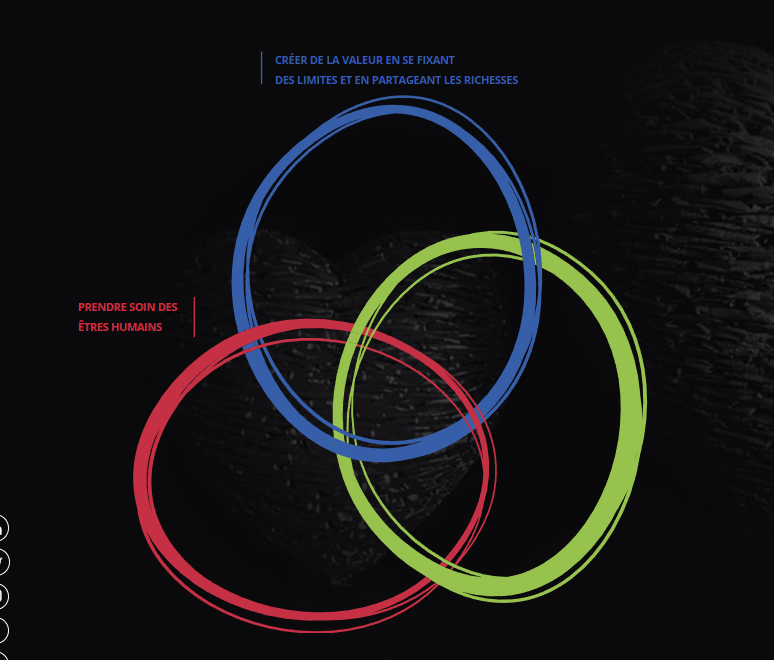 CRÉER DE LA VALEUR EN SE FIXANT
DES LIMITES ET EN PARTAGEANT LES RICHESSES
PRENDRE SOIN DES
ÊTRES HUMAINS